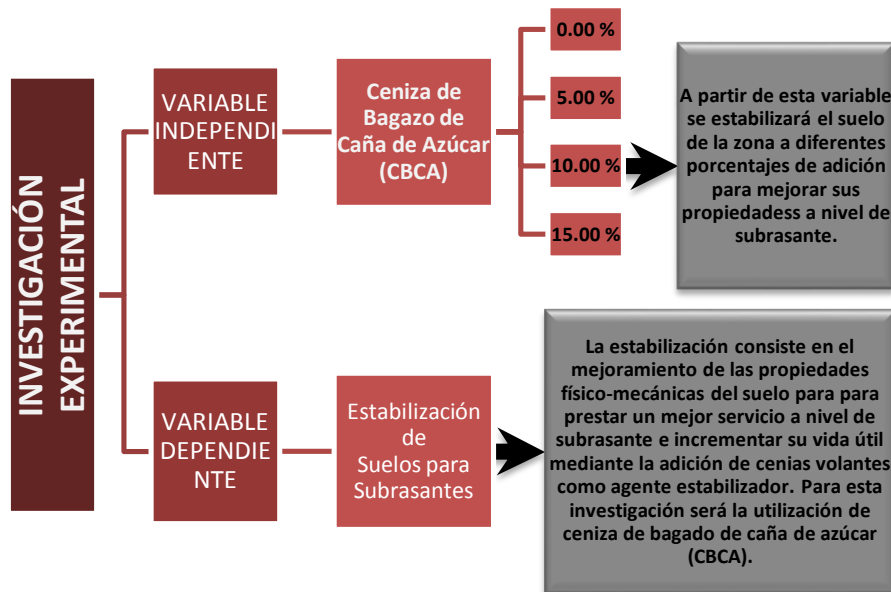 INVESTIGACIÓN
EXPERIMENTAL
VARIABLE
INDEPENDI
ENTE
Ceniza de
Bagazo de
Caña de Azúcar
(CBCA)
0.00 %
5.00 %
10.00 %
15.00 %
A partir de esta variable
se estabilizará el suelo
de la zona a diferentes
porcentajes de adición
para mejorar sus
propiedadess a nivel de
subrasante.
VARIABLE
DEPENDIE
NTE
Estabilización
de
Suelos para
Subrasantes
La estabilización consiste en el
mejoramiento de las propiedades
físico-mecánicas del suelo para para
prestar un mejor servicio a nivel de
subrasante e incrementar su vida útil
mediante la adición de cenias volantes
como agente estabilizador. Para esta
investigación será la utilización de
ceniza de bagado de caña de azúcar
(CBCA).